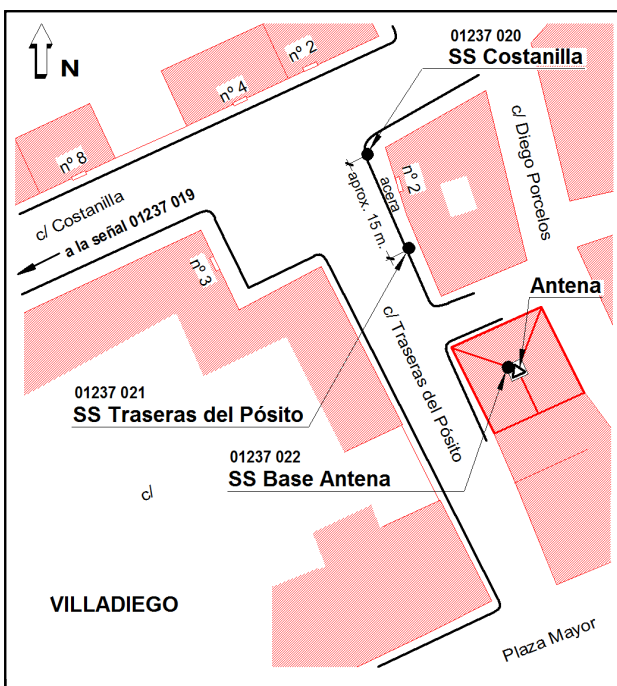 N
01237 020
SS Costanilla
nº 2
nº 4
nº 8
c/ Costanilla
a la señal 01237 019
nº 3
nº 2
acera
aprox. 15 m.
c/ Diego Porcelos
Antena
c/ Traseras del Pósito
01237 021
SS Traseras del Pósito
01237 022
SS Base Antena
c/
VILLADIEGO
Plaza Mayor